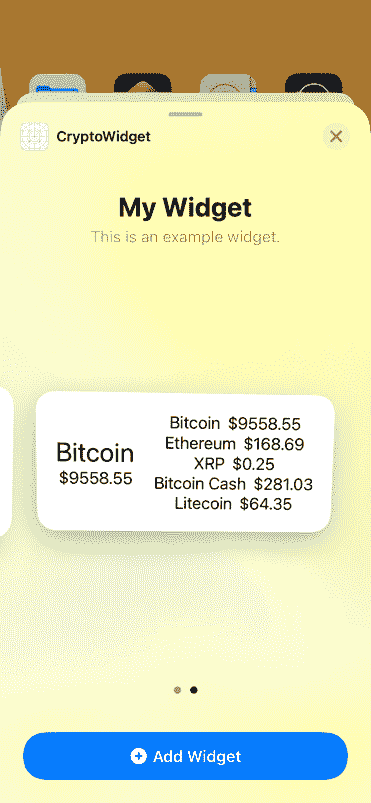 CryptoWidget
My Widget
This is an example widget.
Bitcoin
$9558.55
Bitcoin $9558.55
Ethereum $168.69
XRP $0.25
Bitcoin Cash $281.03
Litecoin $64.35
Add Widget